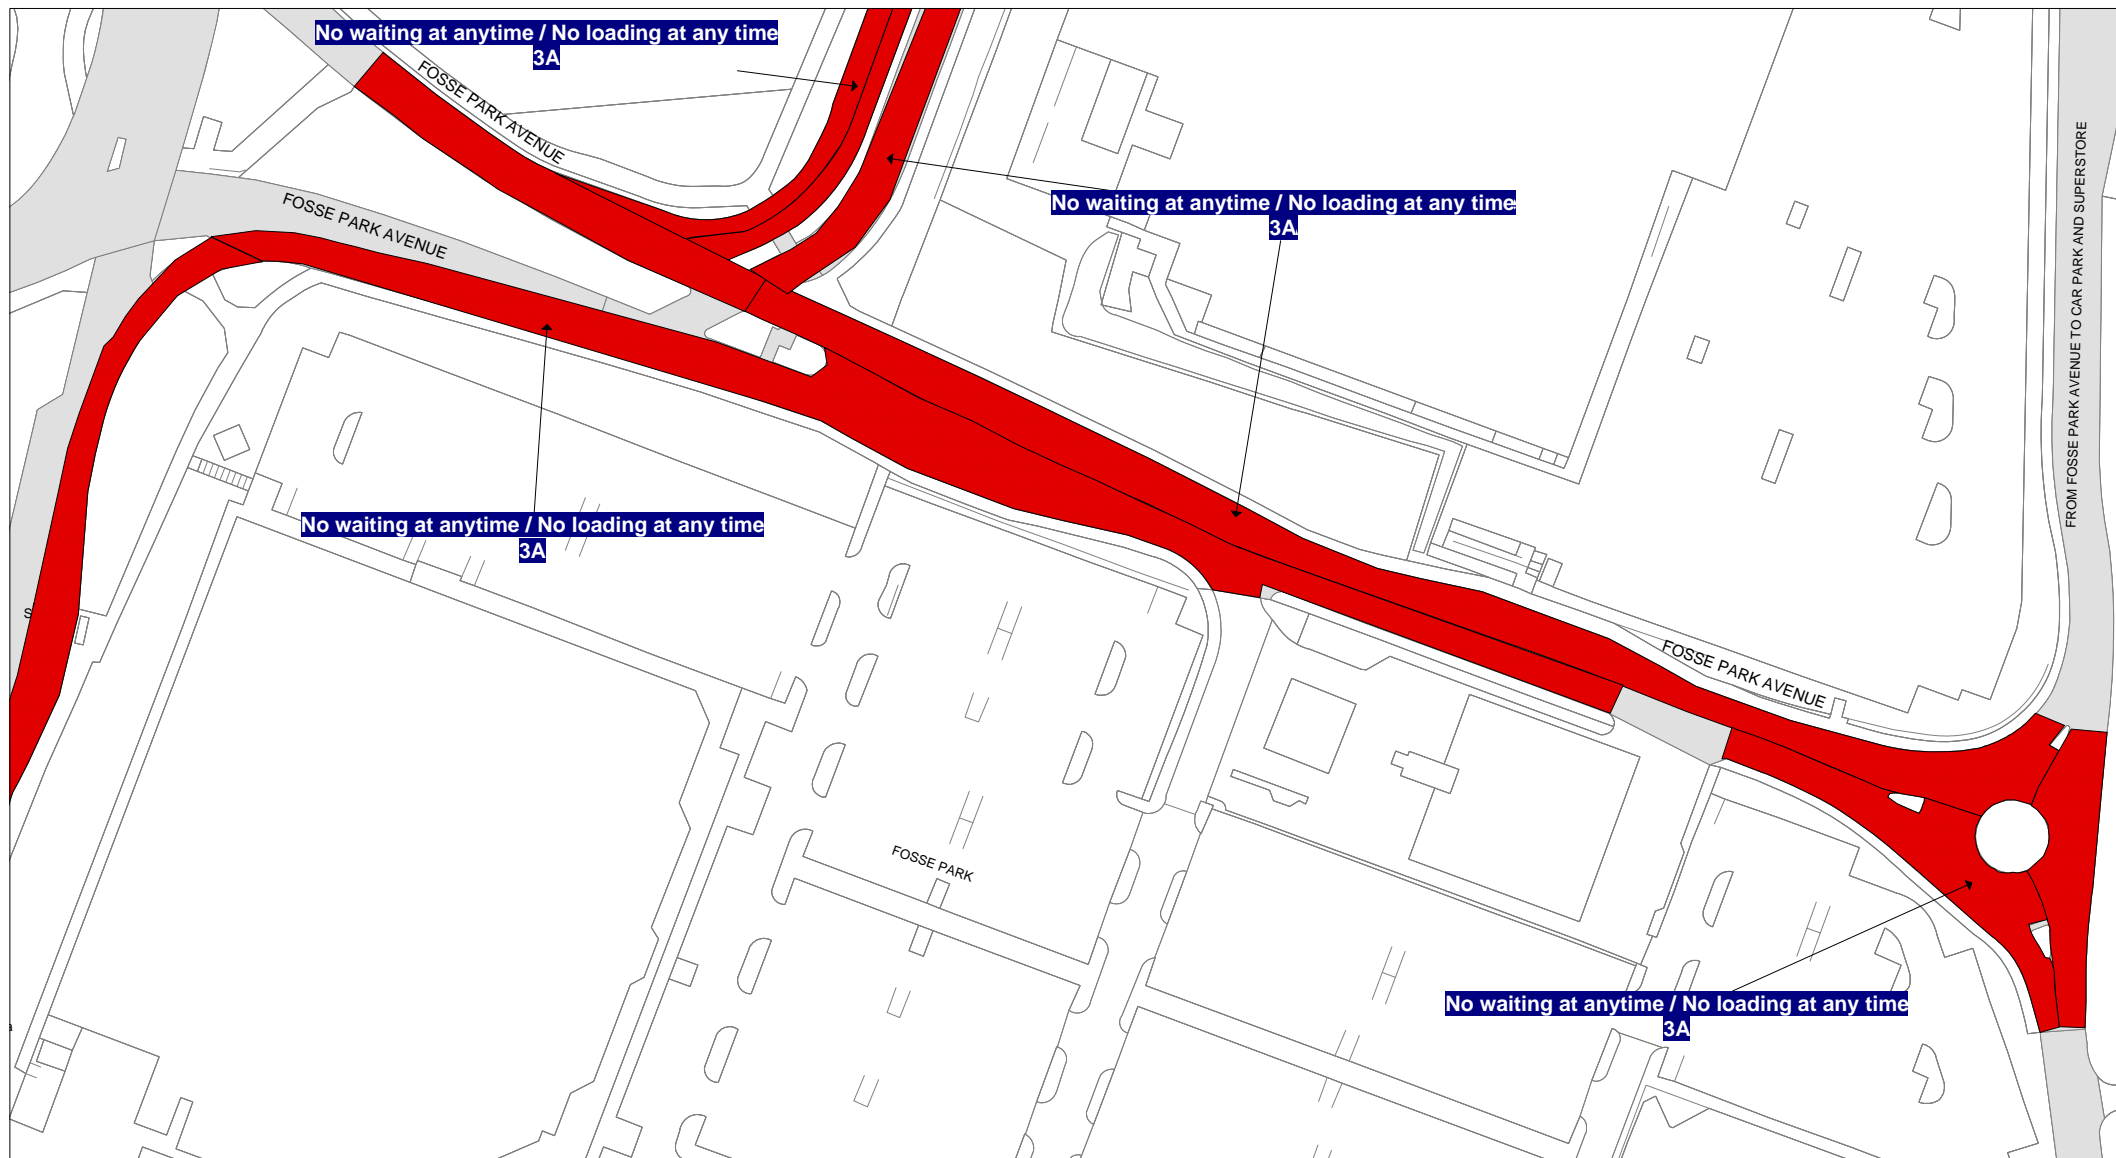 No waiting at anytime / No loading at any time
3A
FOSSE PARK AVENUE
FOSSE PARK AVENUE
No waiting at anytime / No loading at any time
3A
FROM FOSSE PARK AVENUE TO CAR PARK AND SUPERSTORE
No waiting at anytime / No loading at any time
3A
FOSSE PARK AVENUE
FOSSE PARK
No waiting at anytime / No loading at any time
3A